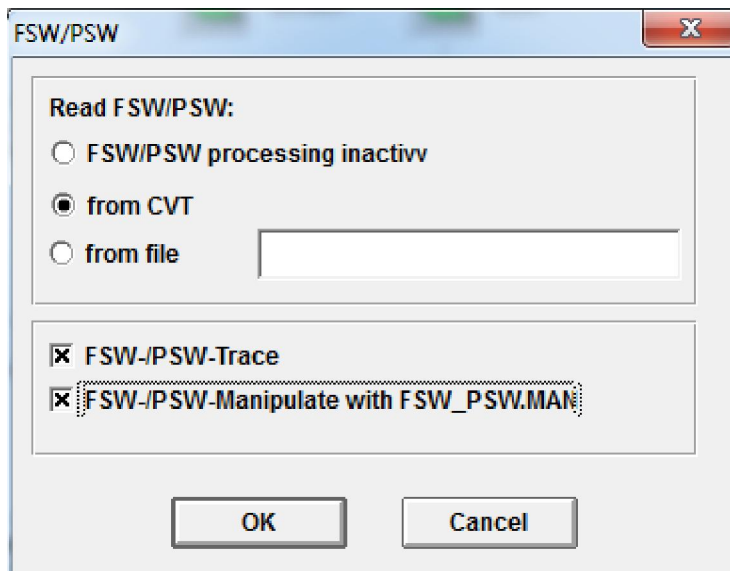 FSW/PSW
Read FSW/PSW:
FSW/PSW processing inactivv
from CVT
from file
FSW-/PSW-Trace
FSW-/PSW-Manipulate with FSW_PSW.MAN
OK
Cancel